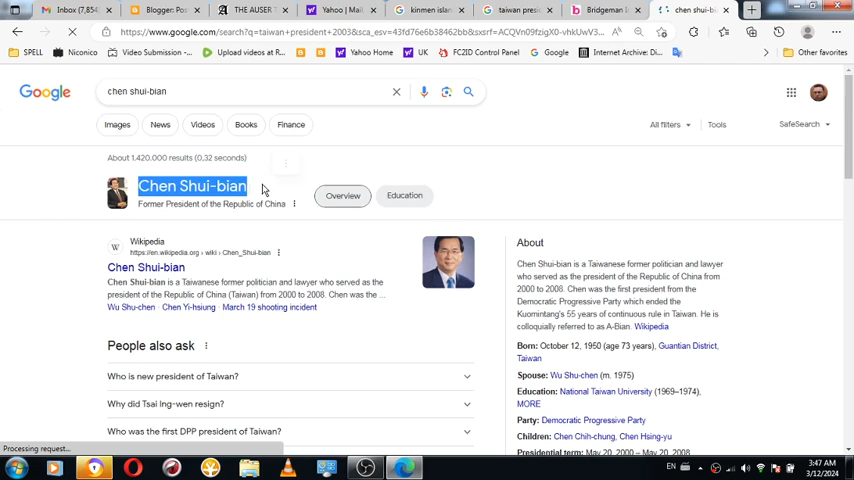 Inbox (7,854)
Blogger: Post
THE AUSER T
Yahoo | Mail
kinmen island
taiwan presid
Bridgeman Im
chen shui-bia
https://www.google.com/search?q=taiwan+president+2003&sca_esv=43fd76e6b38462bb&sxsrf=ACQVn09fzigX0-vhkUwV3...
SPELL
Niconico
Video Submission -...
Upload videos at R...
Yahoo Home
UK
FC2ID Control Panel
Google
Internet Archive: Di...
Other favorites
Google
chen shui-bian
Images
News
Videos
Books
Finance
All filters
Tools
SafeSearch
About 1.420.000 results (0,32 seconds)
Chen Shui-bian
Former President of the Republic of China
Overview
Education
W
Wikipedia
https://en.wikipedia.org › wiki › Chen_Shui-bian
Chen Shui-bian
Chen Shui-bian is a Taiwanese former politician and lawyer who served as the
president of the Republic of China (Taiwan) from 2000 to 2008. Chen was the ...
Wu Shu-chen · Chen Yi-hsiung · March 19 shooting incident
People also ask
Who is new president of Taiwan?
Why did Tsai Ing-wen resign?
Who was the first DPP president of Taiwan?
About
Chen Shui-bian is a Taiwanese former politician and lawyer
who served as the president of the Republic of China from
2000 to 2008. Chen was the first president from the
Democratic Progressive Party which ended the
Kuomintang's 55 years of continuous rule in Taiwan. He is
colloquially referred to as A-Bian. Wikipedia
Born: October 12, 1950 (age 73 years), Guantian District,
Taiwan
Spouse: Wu Shu-chen (m. 1975)
Education: National Taiwan University (1969–1974),
MORE
Party: Democratic Progressive Party
Children: Chen Chih-chung, Chen Hsing-yu
Presidential term: May 20, 2000 – May 20, 2008
Processing request...
EN
3:47 AM
3/12/2024